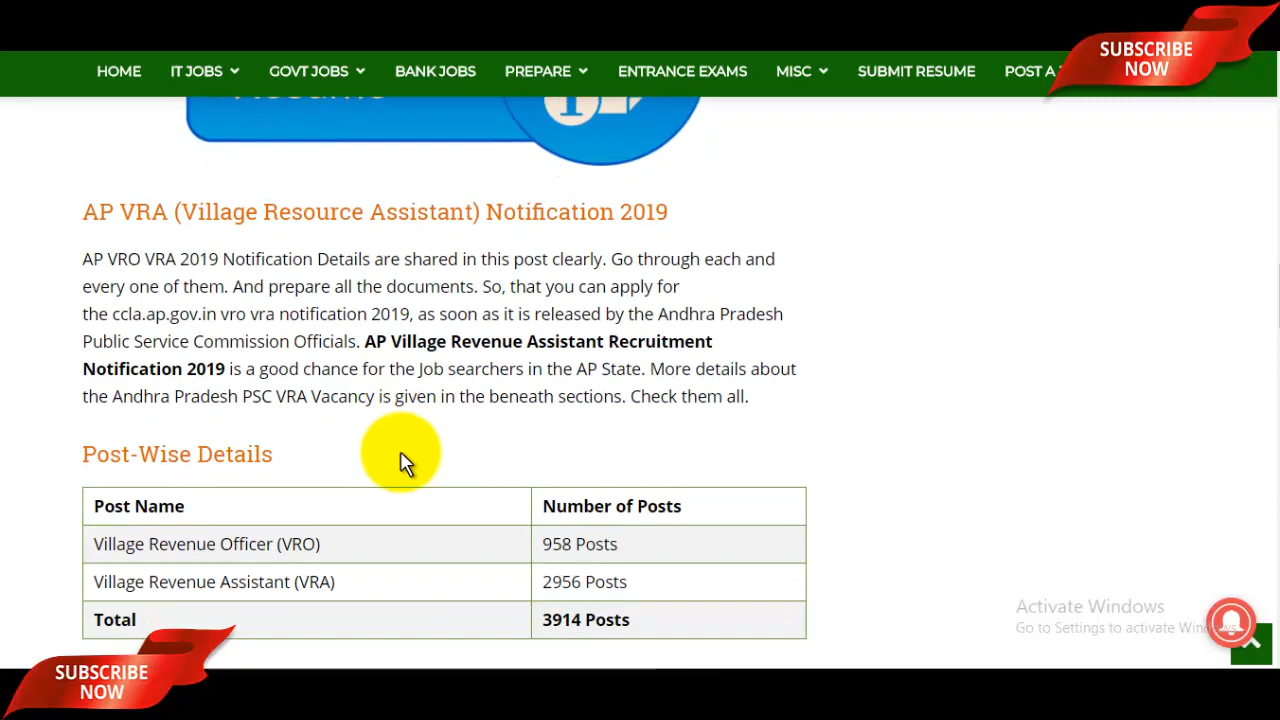 SUBSCRIBE
NOW
HOME IT JOBS GOVT JOBS BANK JOBS PREPARE ENTRANCE EXAMS MISC SUBMIT RESUME POST A
AP VRA (Village Resource Assistant) Notification 2019
AP VRO VRA 2019 Notification Details are shared in this post clearly. Go through each and
every one of them. And prepare all the documents. So, that you can apply for
the ccla.ap.gov.in vro vra notification 2019, as soon as it is released by the Andhra Pradesh
Public Service Commission Officials. AP Village Revenue Assistant Recruitment
Notification 2019 is a good chance for the Job searchers in the AP State. More details about
the Andhra Pradesh PSC VRA Vacancy is given in the beneath sections. Check them all.
Post-Wise Details
Post Name Number of Posts
Village Revenue Officer (VRO) 958 Posts
Village Revenue Assistant (VRA) 2956 Posts
Total 3914 Posts
Activate Windows
Go to Settings to activate Windows.
SUBSCRIBE
NOW